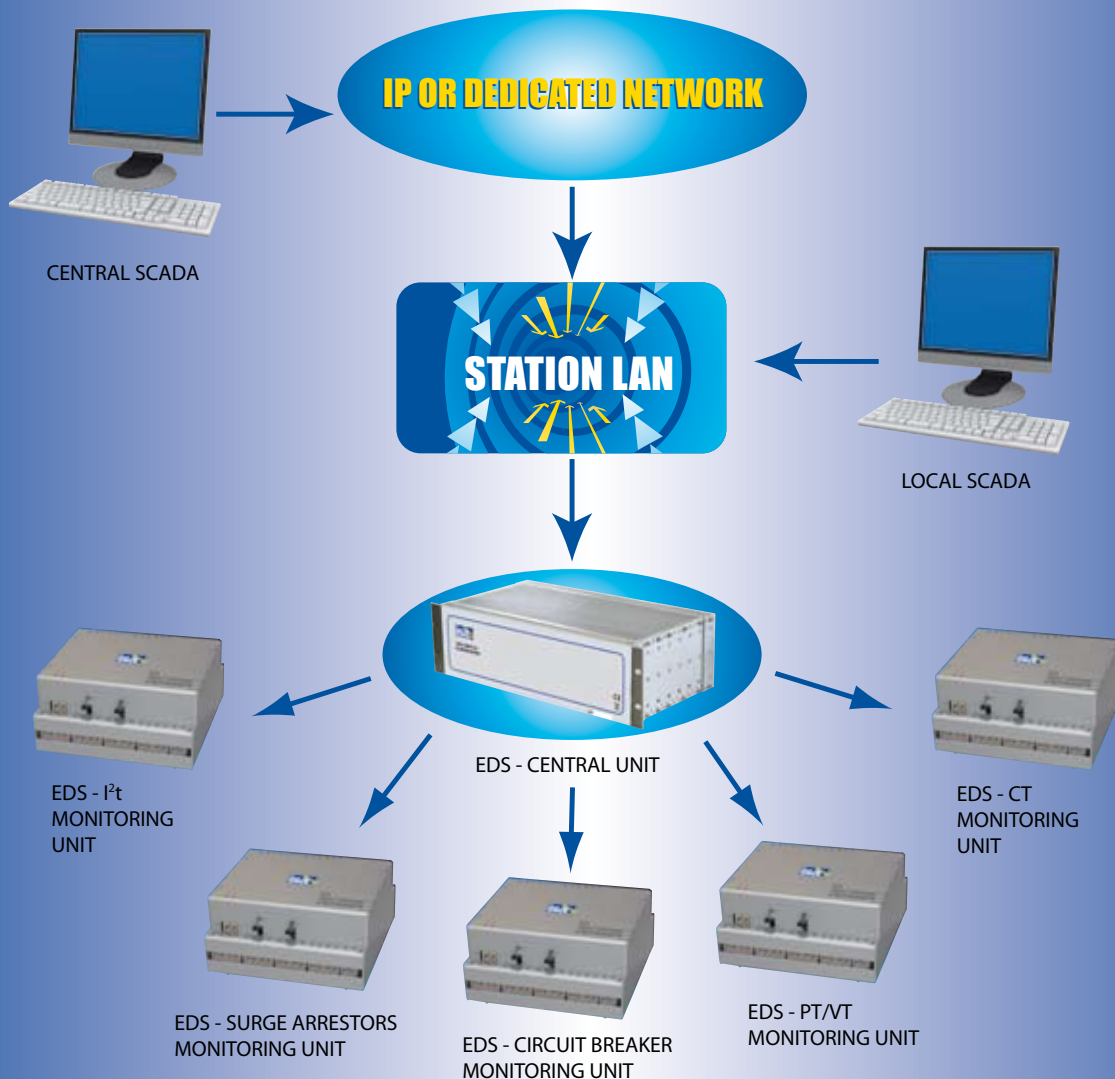 IP OR DEDICATED NETWORK
CENTRAL SCADA
STATION LAN
LOCAL SCADA
EDS - CENTRAL UNIT
EDS - I²t
MONITORING
UNIT
EDS - CT
MONITORING
UNIT
EDS - SURGE ARRESTORS
MONITORING UNIT
EDS - CIRCUIT BREAKER
MONITORING UNIT
EDS - PT/VT
MONITORING UNIT